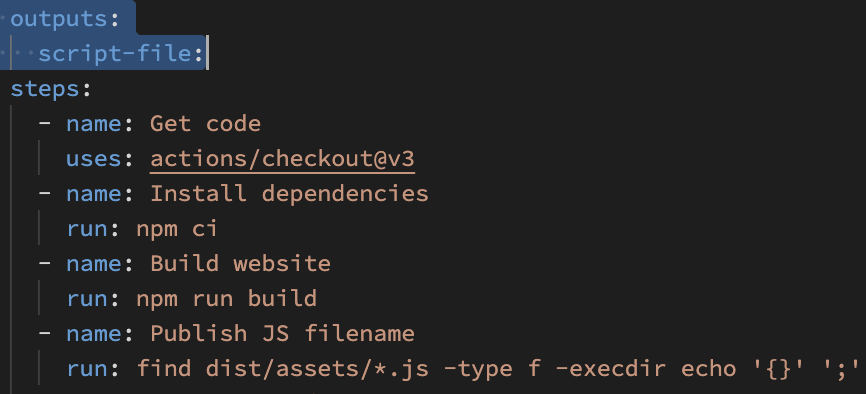 outputs:
  script-file:
steps:
  - name: Get code
    uses: actions/checkout@v3
  - name: Install dependencies
    run: npm ci
  - name: Build website
    run: npm run build
  - name: Publish JS filename
    run: find dist/assets/*.js -type f -execdir echo '{}' ';'